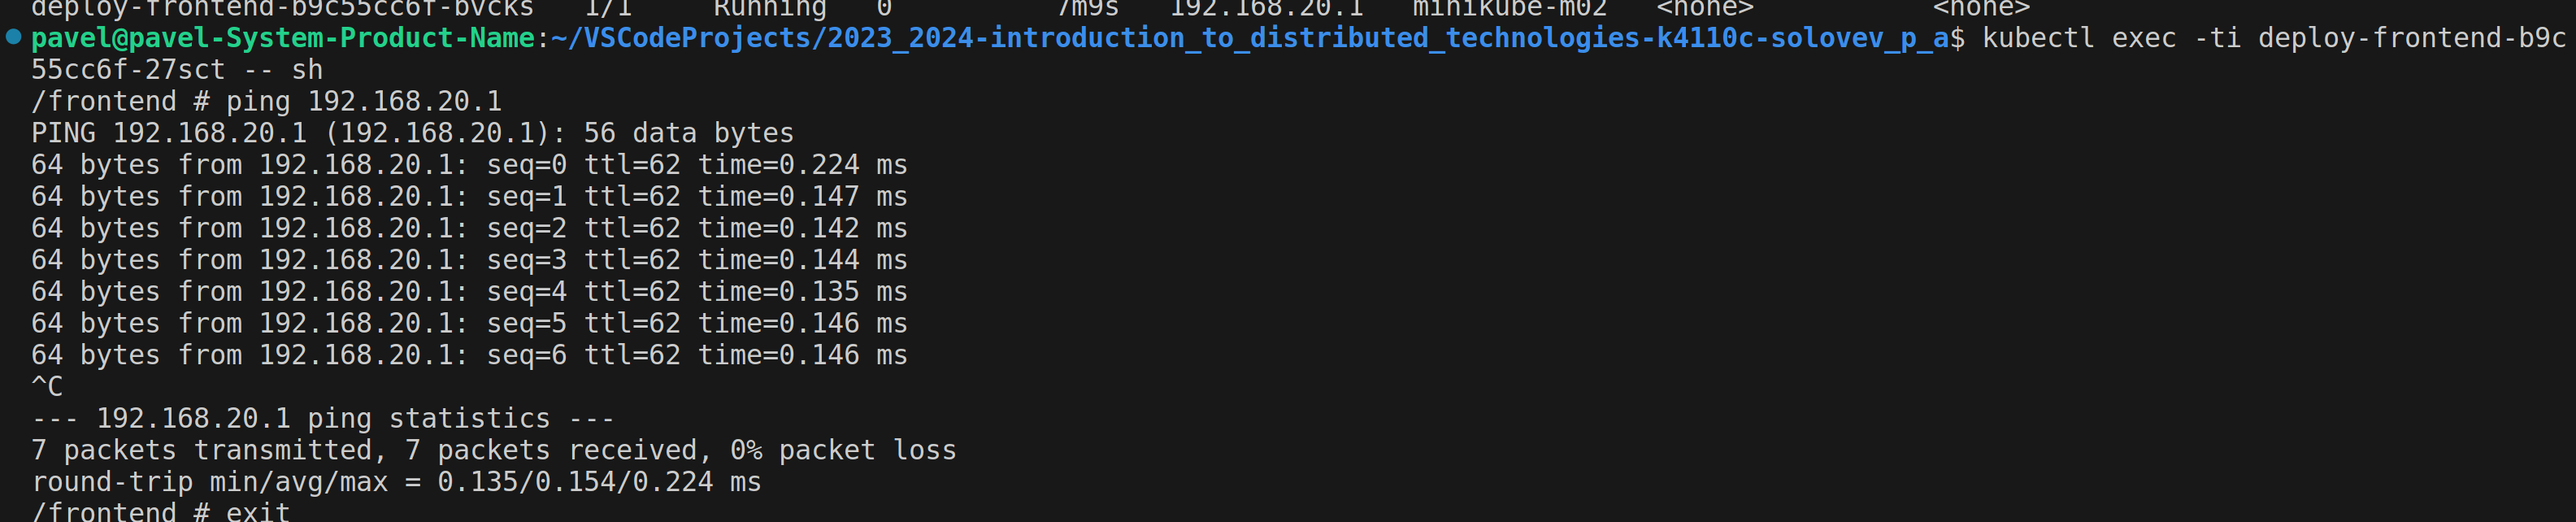 deploy-frontend-b9c55cc6f-bvcks   1/1     Running   0          7m9s   192.168.20.1   minikube-m02   <none>           <none>
pavel@pavel-System-Product-Name:~/VSCodeProjects/2023_2024-introduction_to_distributed_technologies-k4110c-solovev_p_a$ kubectl exec -ti deploy-frontend-b9c
55cc6f-27sct -- sh
/frontend # ping 192.168.20.1
PING 192.168.20.1 (192.168.20.1): 56 data bytes
64 bytes from 192.168.20.1: seq=0 ttl=62 time=0.224 ms
64 bytes from 192.168.20.1: seq=1 ttl=62 time=0.147 ms
64 bytes from 192.168.20.1: seq=2 ttl=62 time=0.142 ms
64 bytes from 192.168.20.1: seq=3 ttl=62 time=0.144 ms
64 bytes from 192.168.20.1: seq=4 ttl=62 time=0.135 ms
64 bytes from 192.168.20.1: seq=5 ttl=62 time=0.146 ms
64 bytes from 192.168.20.1: seq=6 ttl=62 time=0.146 ms
^C
--- 192.168.20.1 ping statistics ---
7 packets transmitted, 7 packets received, 0% packet loss
round-trip min/avg/max = 0.135/0.154/0.224 ms
/frontend # exit